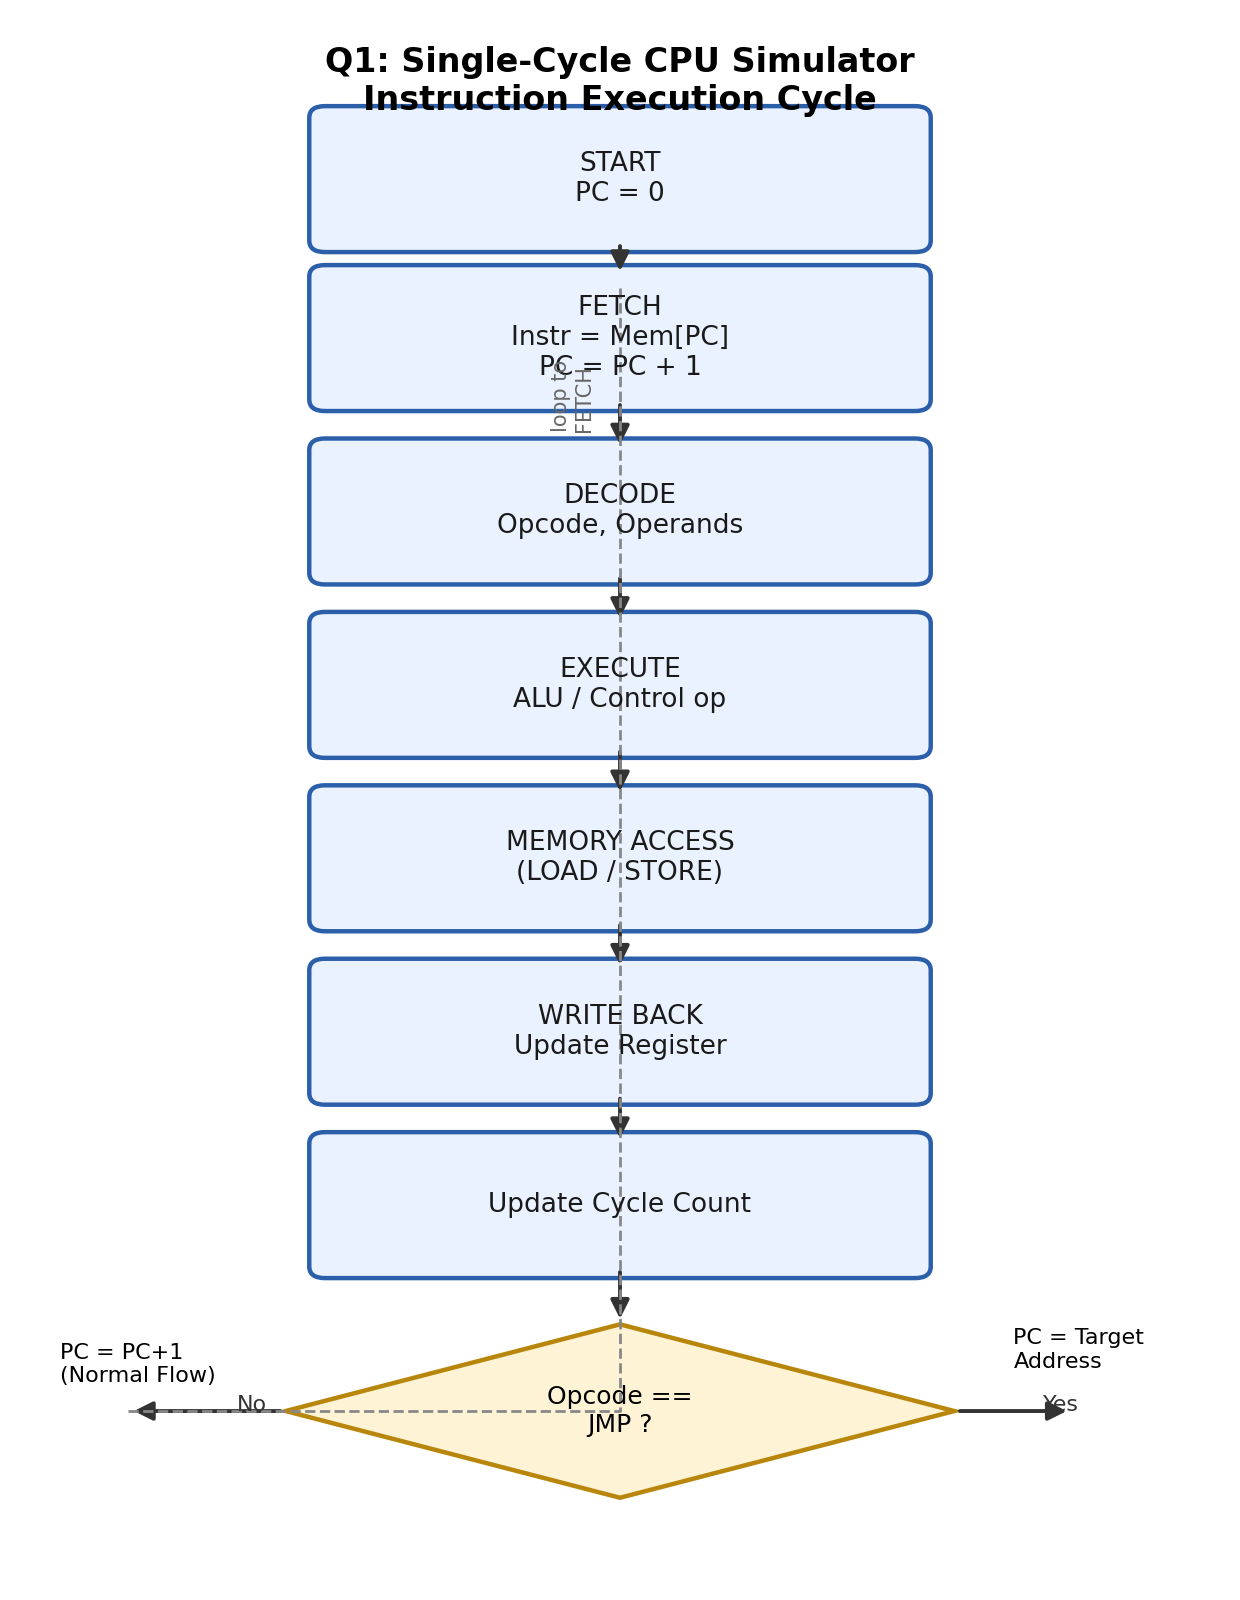 Q1: Single-Cycle CPU Simulator
Instruction Execution Cycle
START
PC = 0
FETCH
Instr = Mem[PC]
PC = PC + 1
loop to
FETCH
DECODE
Opcode, Operands
EXECUTE
ALU / Control op
MEMORY ACCESS
(LOAD / STORE)
WRITE BACK
Update Register
Update Cycle Count
PC = PC+1
(Normal Flow)
No
Opcode ==
JMP ?
PC = Target
Address
Yes